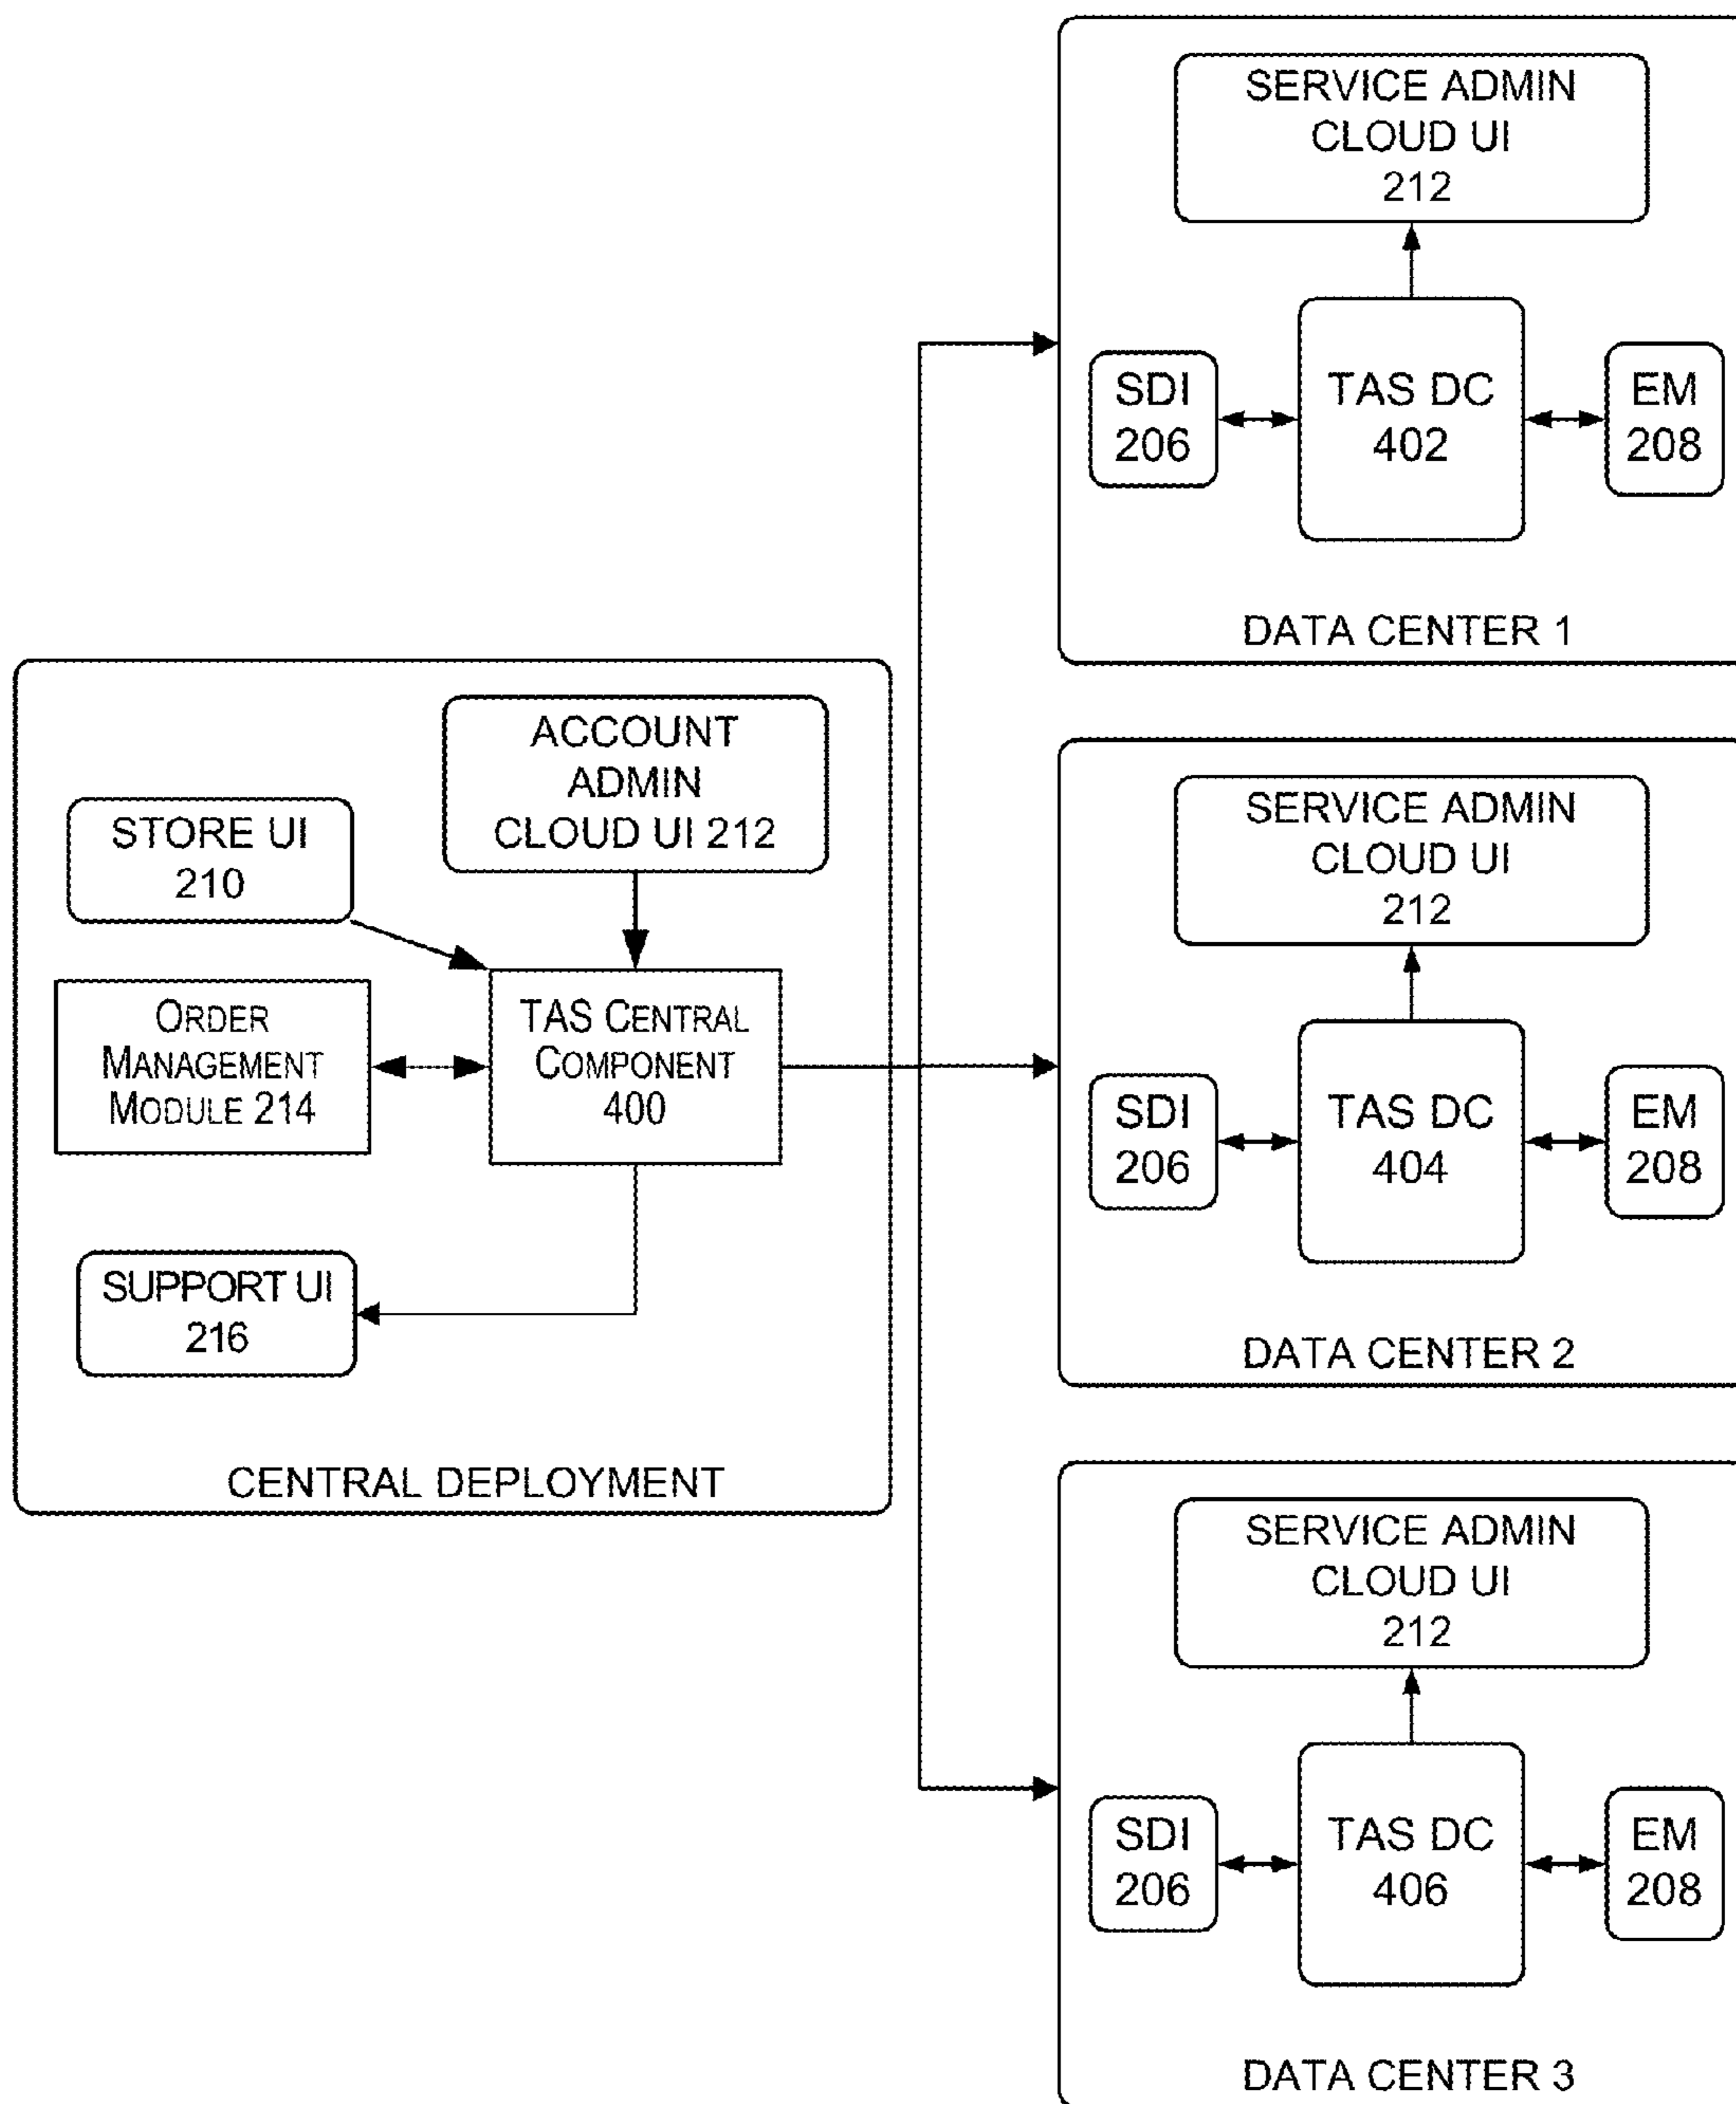 SERVICE ADMIN
CLOUD UI
212
SDI
206
TAS DC
402
EM
208
DATA CENTER 1
ACCOUNT
ADMIN
CLOUD UI 212
STORE UI
210
ORDER
MANAGEMENT
MODULE 214
TAS CENTRAL
COMPONENT
400
SUPPORT UI
216
CENTRAL DEPLOYMENT
SERVICE ADMIN
CLOUD UI
212
SDI
206
TAS DC
404
EM
208
DATA CENTER 2
SERVICE ADMIN
CLOUD UI
212
SDI
206
TAS DC
406
EM
208
DATA CENTER 3